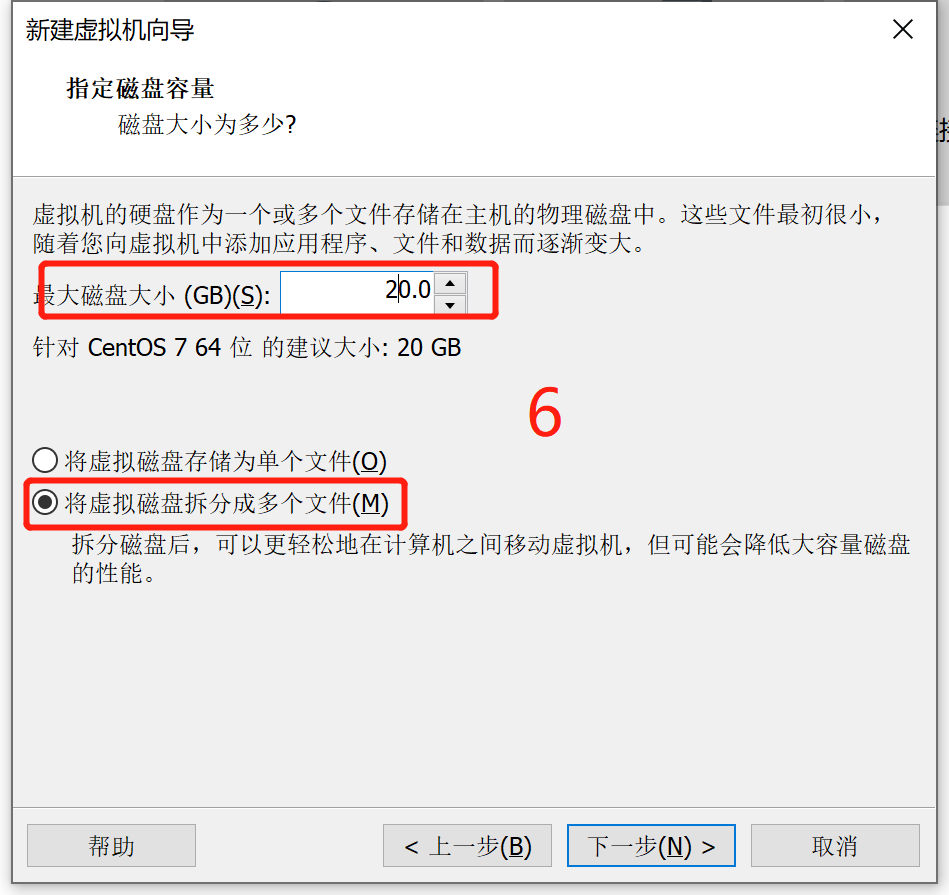 新建虚拟机向导
指定磁盘容量
磁盘大小为多少?
虚拟机的硬盘作为一个或多个文件存储在主机的物理磁盘中。这些文件最初很小，
随着您向虚拟机中添加应用程序、文件和数据而逐渐变大。
最大磁盘大小 (GB)(S): 20.0
针对 CentOS 7 64 位 的建议大小: 20 GB
6
将虚拟磁盘存储为单个文件(O)
将虚拟磁盘拆分成多个文件(M)
拆分磁盘后，可以更轻松地在计算机之间移动虚拟机，但可能会降低大容量磁盘
的性能。
帮助 < 上一步(B) 下一步(N) > 取消